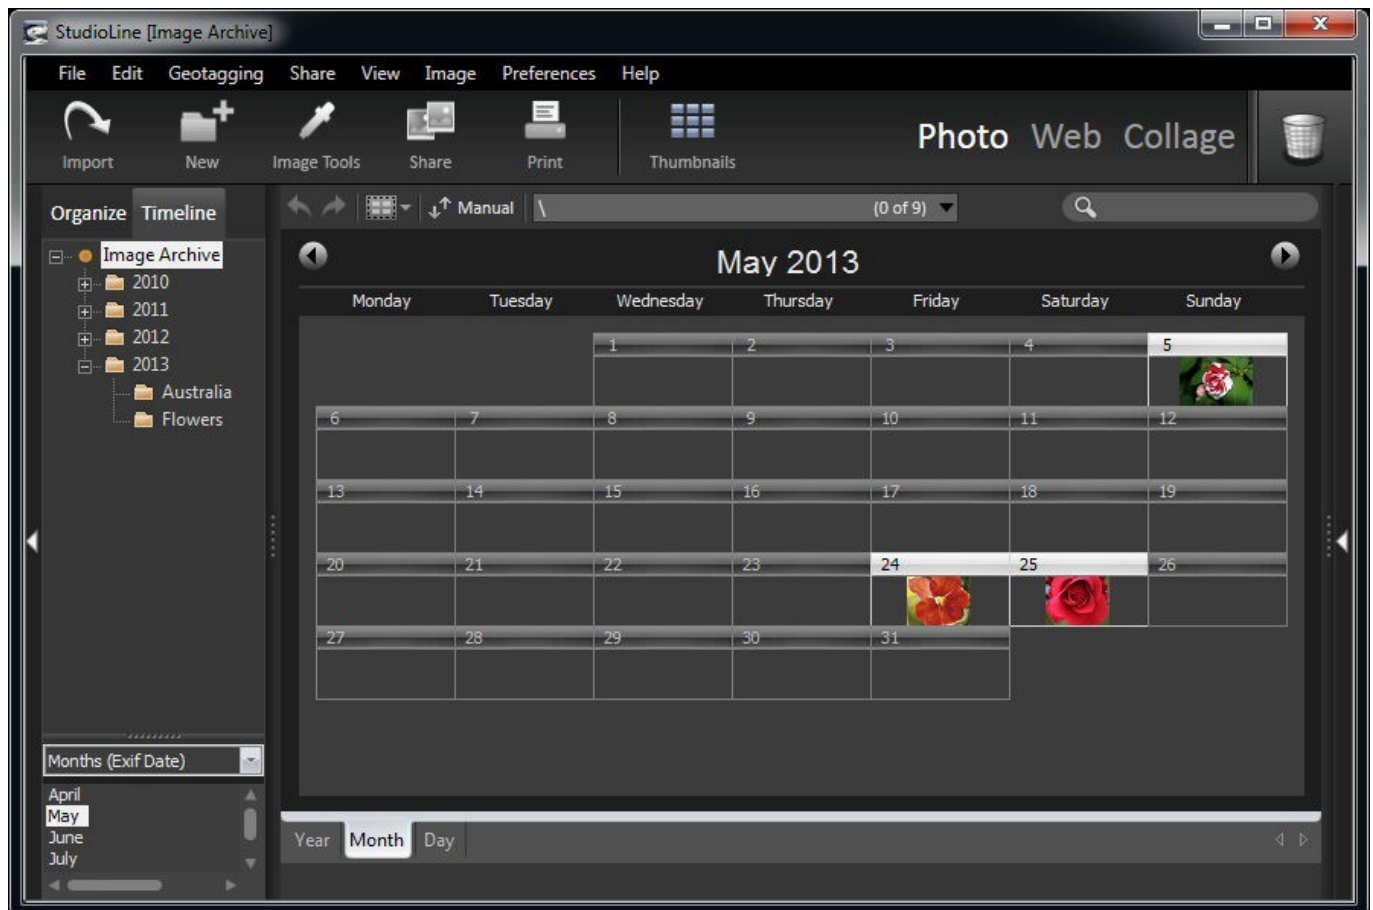 StudioLine [Image Archive]
File Edit Geotagging Share View Image Preferences Help
Import New Image Tools Share Print Thumbnails
Photo Web Collage
Organize Timeline
Manual \ (0 of 9)
Image Archive
2010
2011
2012
2013
Australia
Flowers
May 2013
Monday Tuesday Wednesday Thursday Friday Saturday Sunday
1 2 3 4 5
6 7 8 9 10 11 12
13 14 15 16 17 18 19
20 21 22 23 24 25 26
27 28 29 30 31
Months (Exif Date)
April
May
June
July
Year Month Day